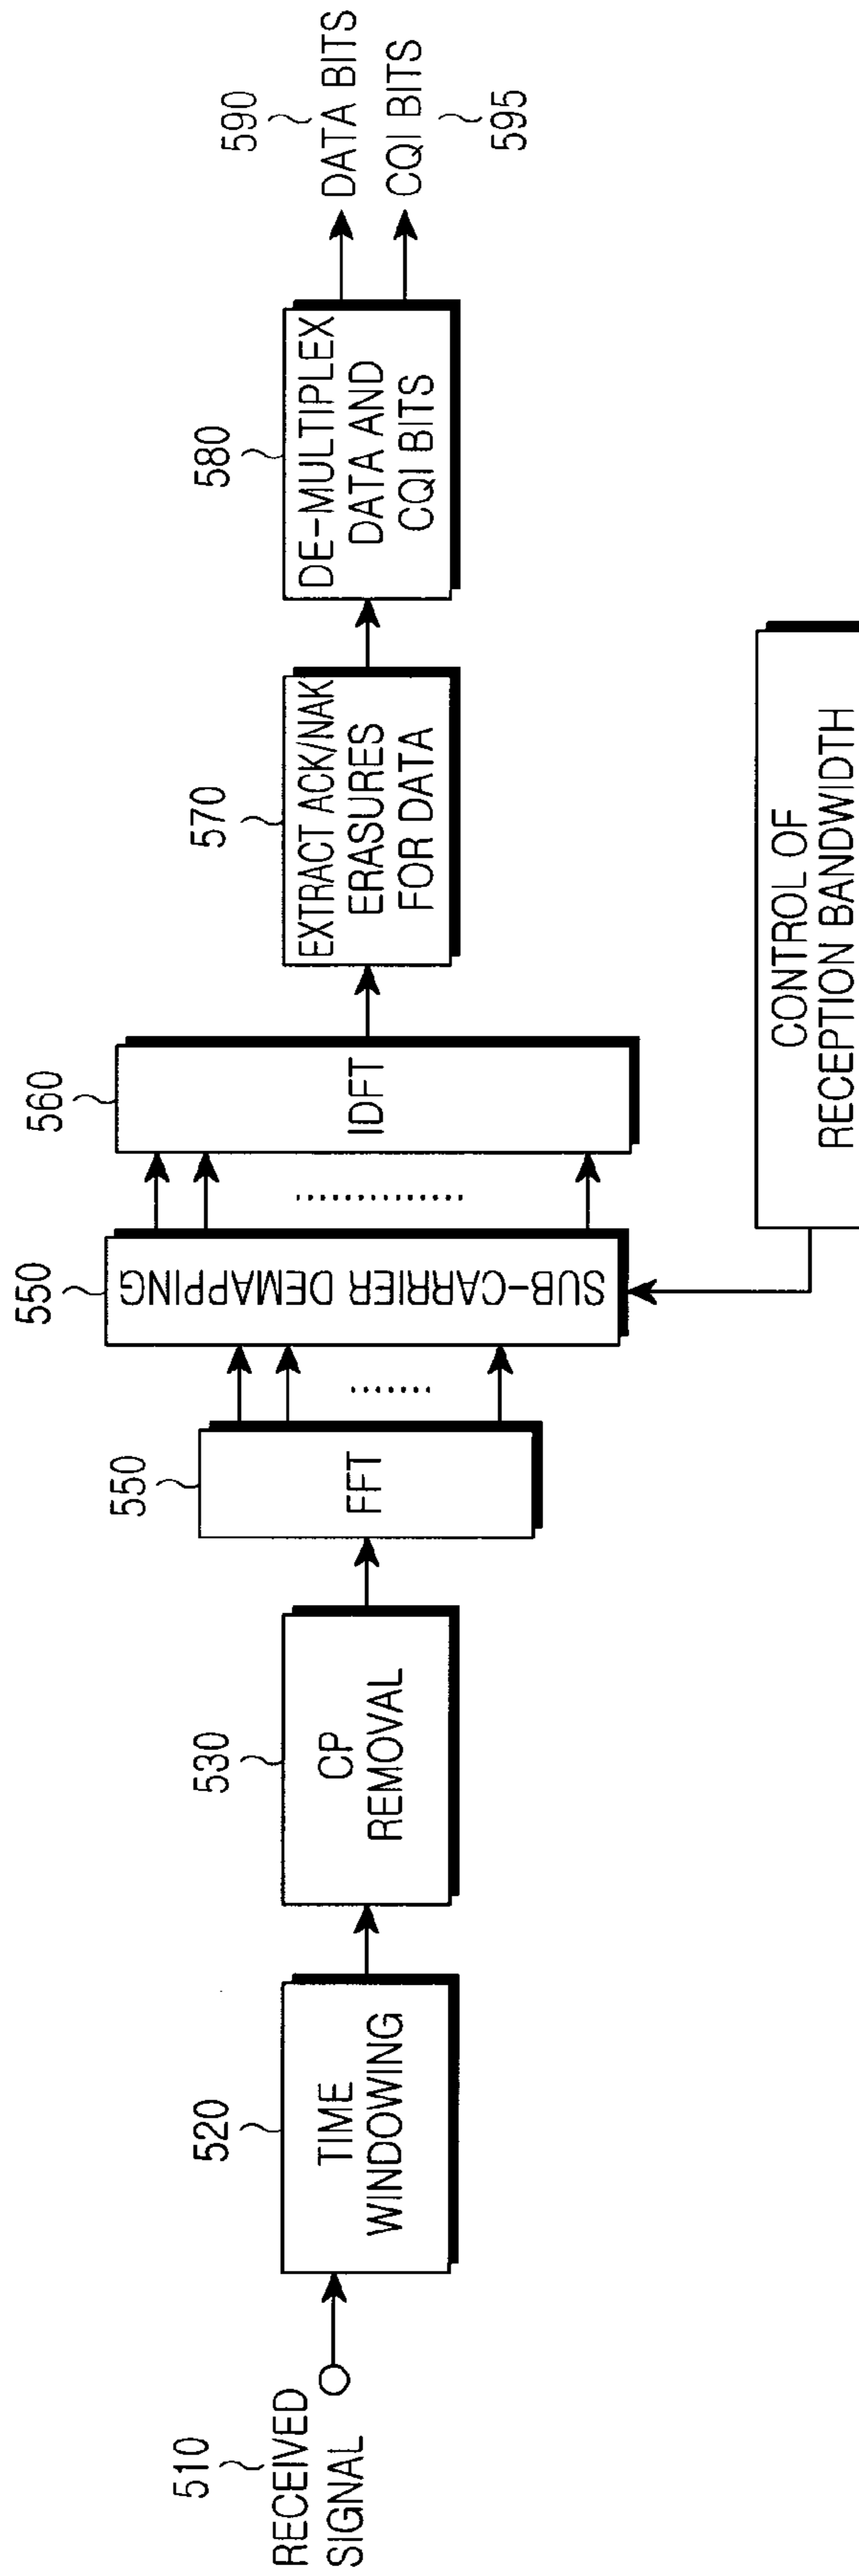 510
RECEIVED
SIGNAL
520
TIME
WINDOWING
530
CP
REMOVAL
550
FFT
550
SUB-CARRIER DEMAPPING
560
IDFT
570
EXTRACT ACK/NAK
ERASURES
FOR DATA
580
DE-MULTIPLEX
DATA AND
CQI BITS
590
DATA BITS
CQI BITS
595
CONTROL OF
RECEPTION BANDWIDTH